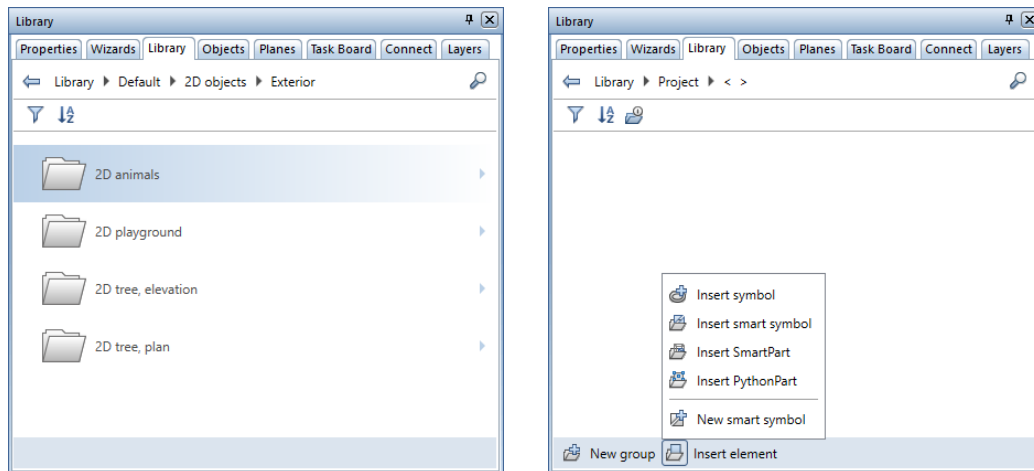 Library
Properties Wizards Library Objects Planes Task Board Connect Layers
Library Default 2D objects Exterior
2D animals
2D playground
2D tree, elevation
2D tree, plan
Library
Properties Wizards Library Objects Planes Task Board Connect Layers
Library Project < >
Insert symbol
Insert smart symbol
Insert SmartPart
Insert PythonPart
New smart symbol
New group Insert element